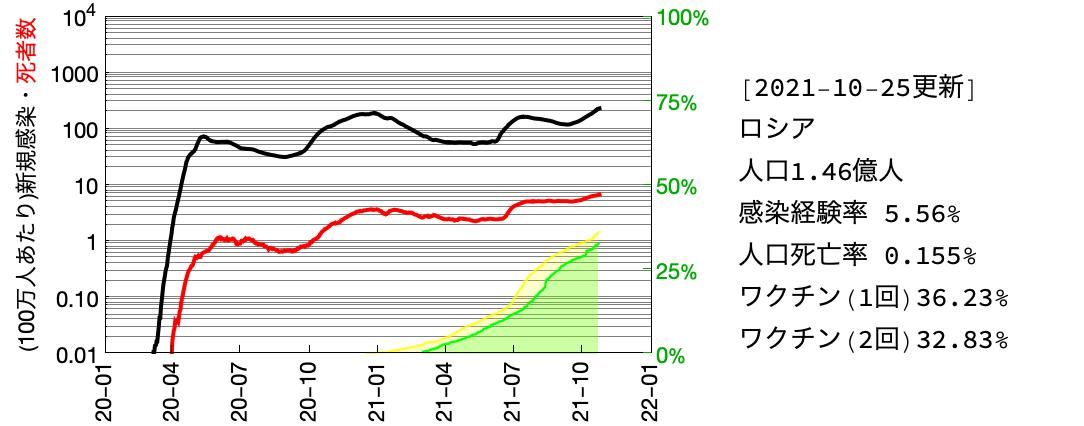 (100万人あたり)新規感染・死者数
10⁴
1000
100
10
1
0.10
0.01
100%
75%
50%
25%
0%
20-01
20-04
20-07
20-10
21-01
21-04
21-07
21-10
22-01
[2021-10-25更新]
ロシア
人口1.46億人
感染経験率 5.56%
人口死亡率 0.155%
ワクチン(1回)36.23%
ワクチン(2回)32.83%